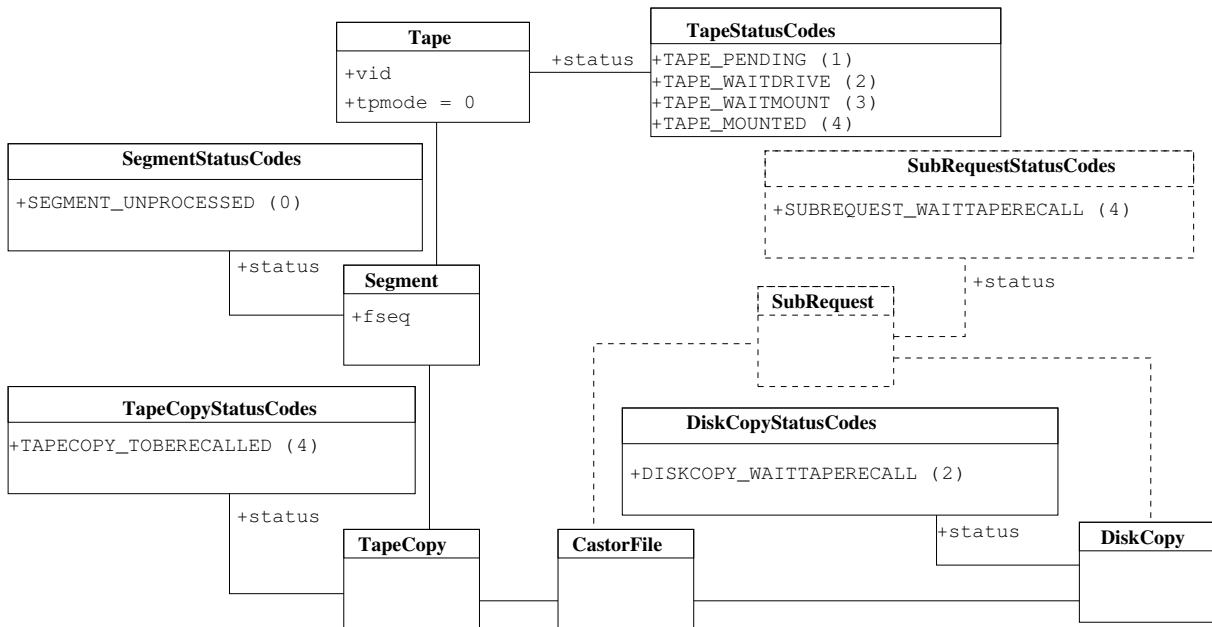 Tape
+vid
+tpmode = 0
+status
TapeStatusCodes
+TAPE_PENDING (1)
+TAPE_WAITDRIVE (2)
+TAPE_WAITMOUNT (3)
+TAPE_MOUNTED (4)
SegmentStatusCodes
+SEGMENT_UNPROCESSED (0)
+status
SubRequestStatusCodes
+SUBREQUEST_WAITTAPERECALL (4)
+status
Segment
+fseq
SubRequest
TapeCopyStatusCodes
+TAPECOPY_TOBERECALLED (4)
+status
DiskCopyStatusCodes
+DISKCOPY_WAITTAPERECALL (2)
+status
TapeCopy
CastorFile
DiskCopy